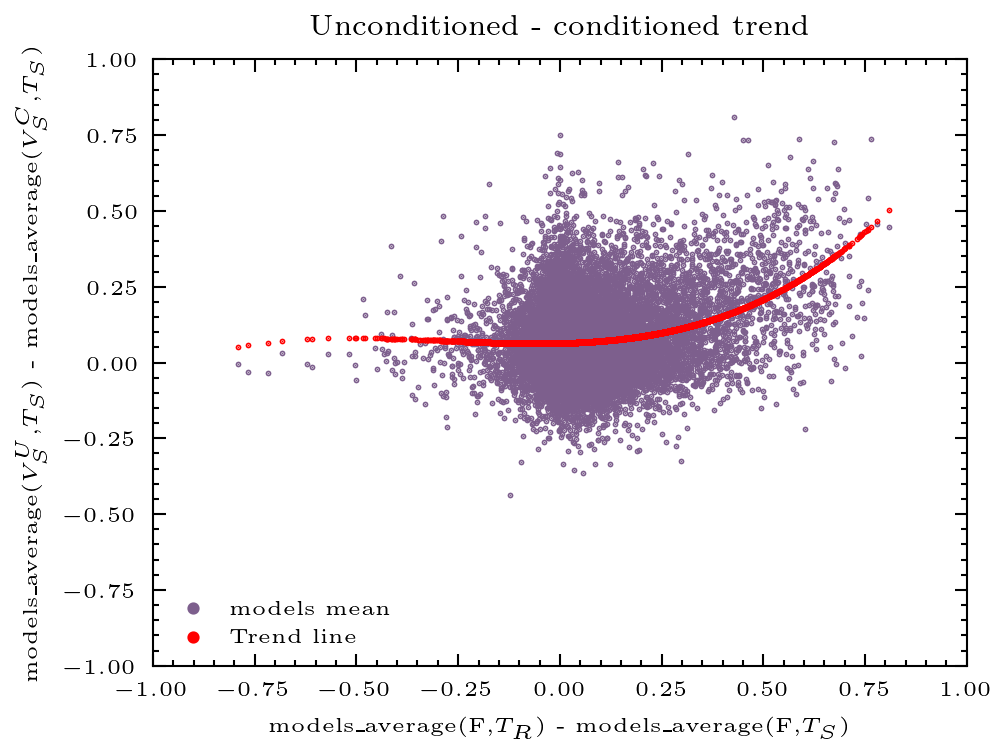 Unconditioned - conditioned trend
models_average(V_S^U,T_S) - models_average(V_S^C,T_S)
1.00
0.75
0.50
0.25
0.00
−0.25
−0.50
−0.75
−1.00
models mean
Trend line
−1.00 −0.75 −0.50 −0.25 0.00 0.25 0.50 0.75 1.00
models_average(F,T_R) - models_average(F,T_S)